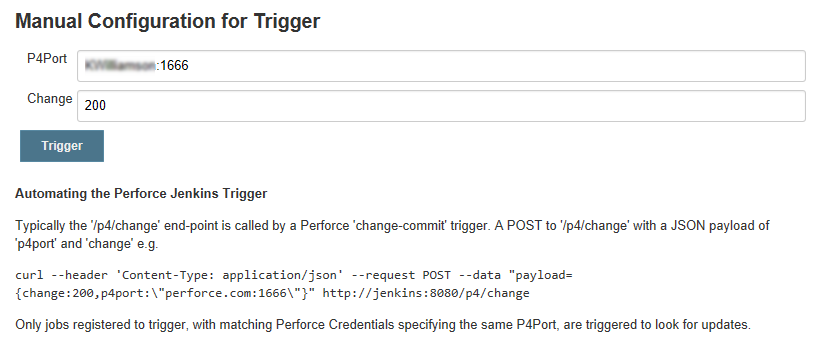 Manual Configuration for Trigger
P4Port
:1666
Change
200
Trigger
Automating the Perforce Jenkins Trigger
Typically the '/p4/change' end-point is called by a Perforce 'change-commit' trigger. A POST to '/p4/change' with a JSON payload of
'p4port' and 'change' e.g.
curl --header 'Content-Type: application/json' --request POST --data "payload=
{change:200,p4port:\"perforce.com:1666\"}" http://jenkins:8080/p4/change
Only jobs registered to trigger, with matching Perforce Credentials specifying the same P4Port, are triggered to look for updates.